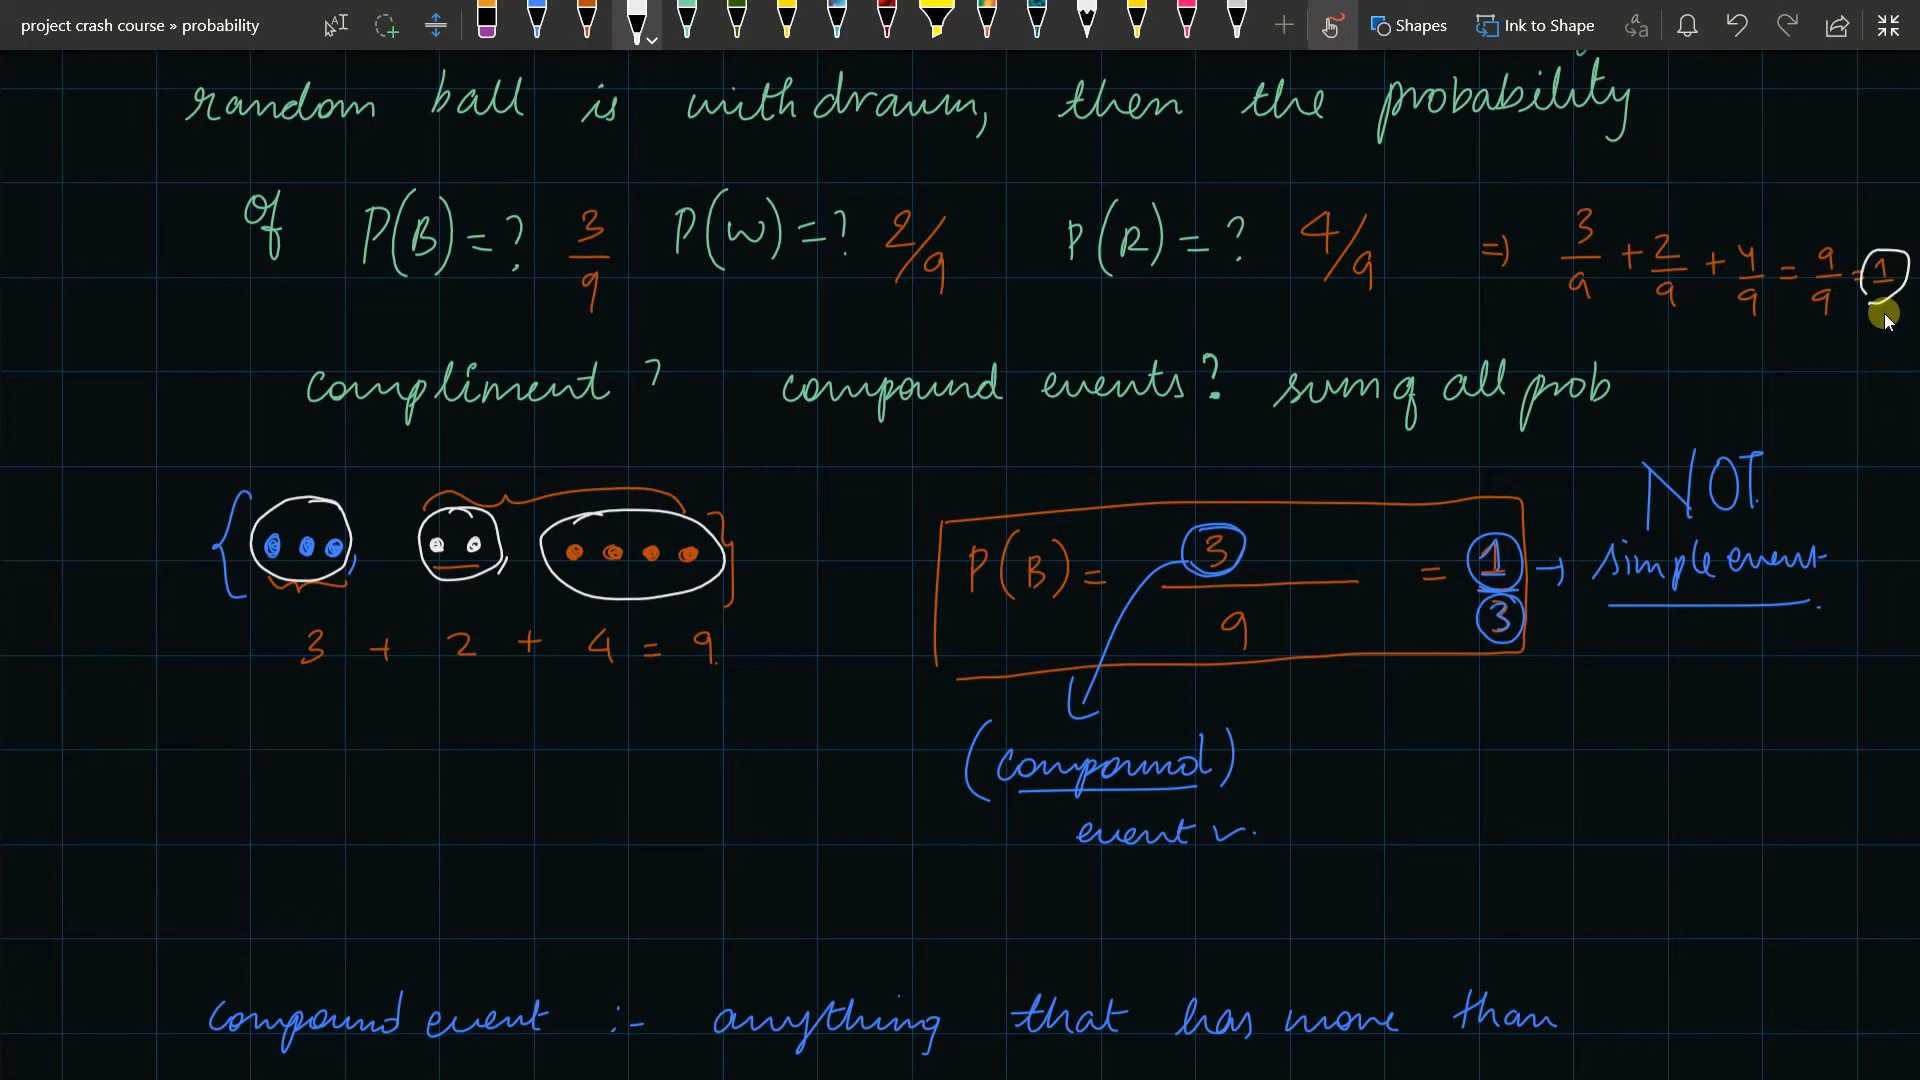 project crash course » probability
Shapes
Ink to Shape
random ball is withdrawn, then the probability
of P(B) = ? 3/9 P(W) = ? 2/9 P(R) = ? 4/9 => 3/9 + 2/9 + 4/9 = 9/9 = 1
compliment ? compound events? sum of all prob
NOT
P(B) = 3/9 = 1/3 → simple event
3 + 2 + 4 = 9.
(compound)
event
compound event :- anything that has more than